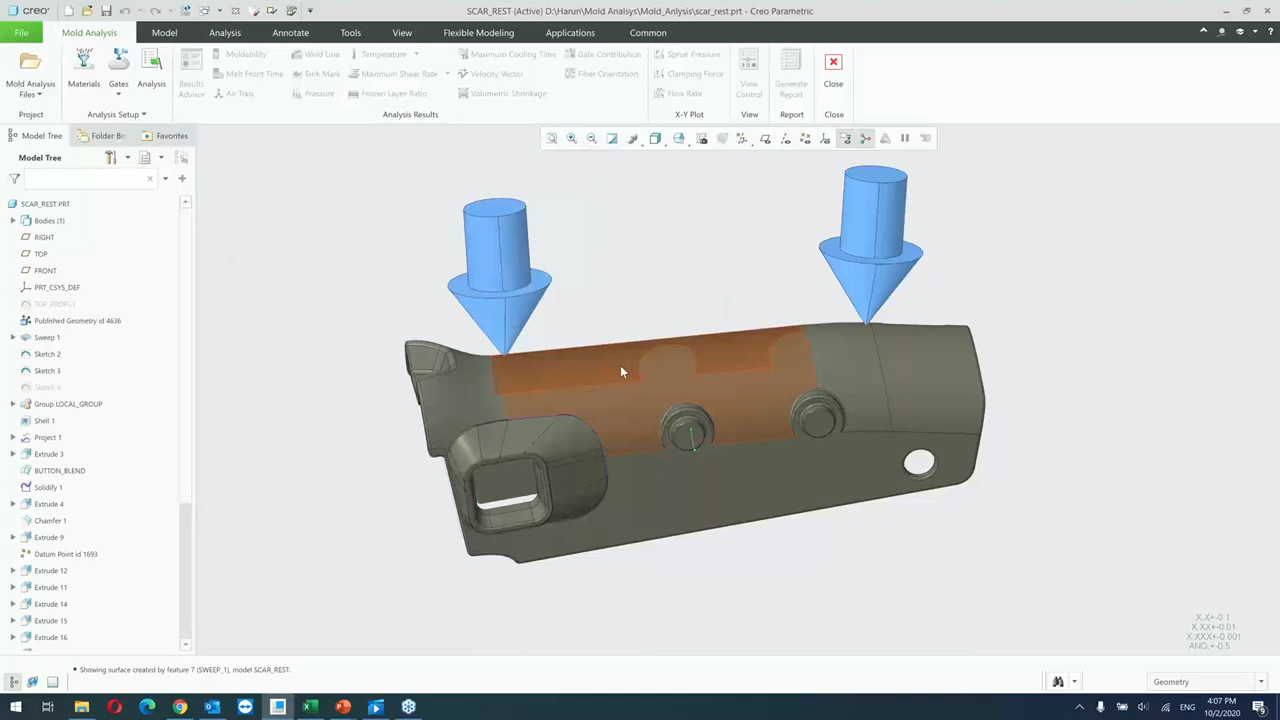 creo
SCAR_REST (Active) D:\Harun\Mold Analsys\Mold_Anlysis\scar_rest.prt - Creo Parametric
File
Mold Analysis
Model
Analysis
Annotate
Tools
View
Flexible Modeling
Applications
Common
Mold Analysis
Files
Materials
Gates
Analysis
Results
Advisor
Moldability
Weld Line
Temperature
Melt Front Time
Sink Mark
Maximum Shear Rate
Air Trap
Pressure
Frozen Layer Ratio
Maximum Cooling Time
Gate Contribution
Velocity Vector
Fiber Orientation
Volumetric Shrinkage
Sprue Pressure
Clamping Force
Flow Rate
View
Control
Generate
Report
Close
Project
Analysis Setup
Analysis Results
X-Y Plot
View
Report
Close
Model Tree
Folder Br
Favorites
Model Tree
SCAR_REST.PRT
Bodies (1)
RIGHT
TOP
FRONT
PRT_CSYS_DEF
TOP_PROFILE
Published Geometry id 4636
Sweep 1
Sketch 2
Sketch 3
Sketch 4
Group LOCAL_GROUP
Shell 1
Project 1
Extrude 3
BUTTON_BLEND
Solidify 1
Extrude 4
Chamfer 1
Extrude 9
Datum Point id 1693
Extrude 12
Extrude 11
Extrude 14
Extrude 15
Extrude 16
X.X+-0.1
X.XX+-0.01
X.XXX+-0.001
ANG.+-0.5
• Showing surface created by feature 7 (SWEEP_1), model SCAR_REST.
Geometry
ENG
4:07 PM
10/2/2020